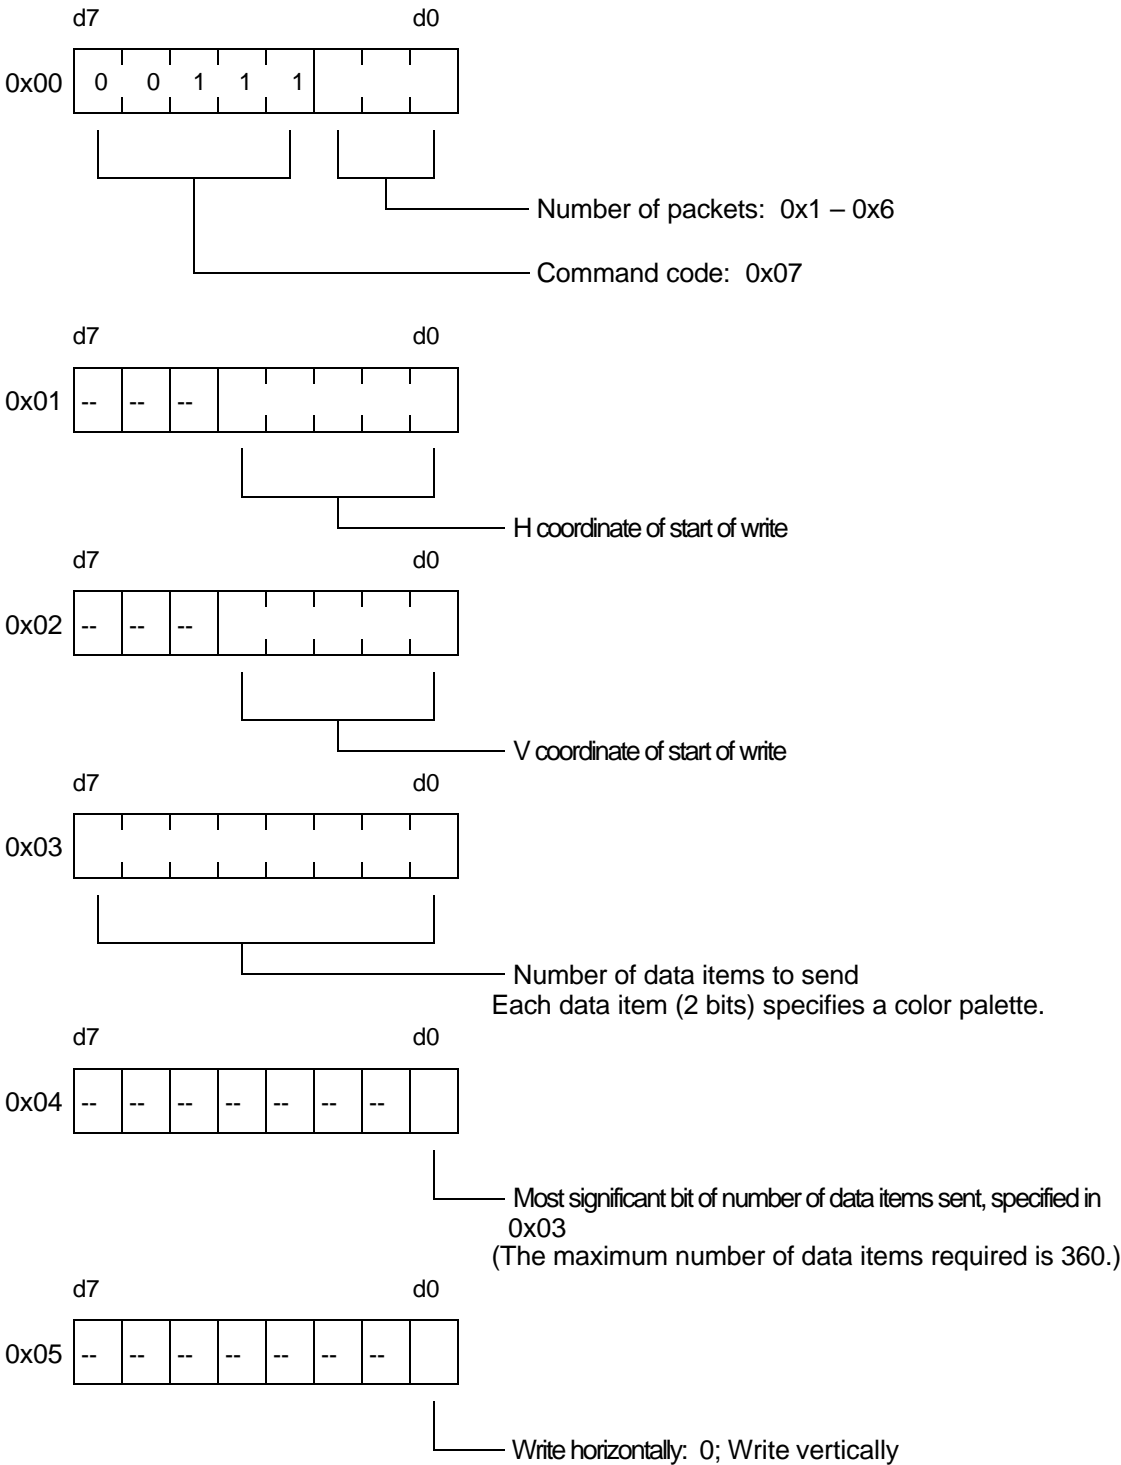 d7 d0
0x00 0 0 1 1 1
Number of packets: 0x1 – 0x6
Command code: 0x07
d7 d0
0x01 -- -- --
H coordinate of start of write
d7 d0
0x02 -- -- --
V coordinate of start of write
d7 d0
0x03
Number of data items to send
Each data item (2 bits) specifies a color palette.
d7 d0
0x04 -- -- -- -- -- -- --
Most significant bit of number of data items sent, specified in
0x03
(The maximum number of data items required is 360.)
d7 d0
0x05 -- -- -- -- -- -- --
Write horizontally: 0; Write vertically